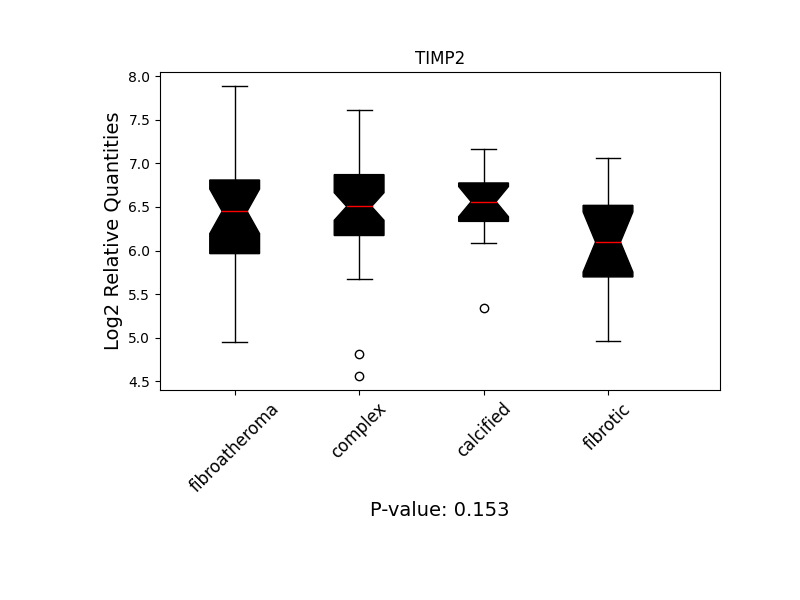 TIMP2
Log2 Relative Quantities
8.0
7.5
7.0
6.5
6.0
5.5
5.0
4.5
fibroatheroma
complex
calcified
fibrotic
P-value: 0.153